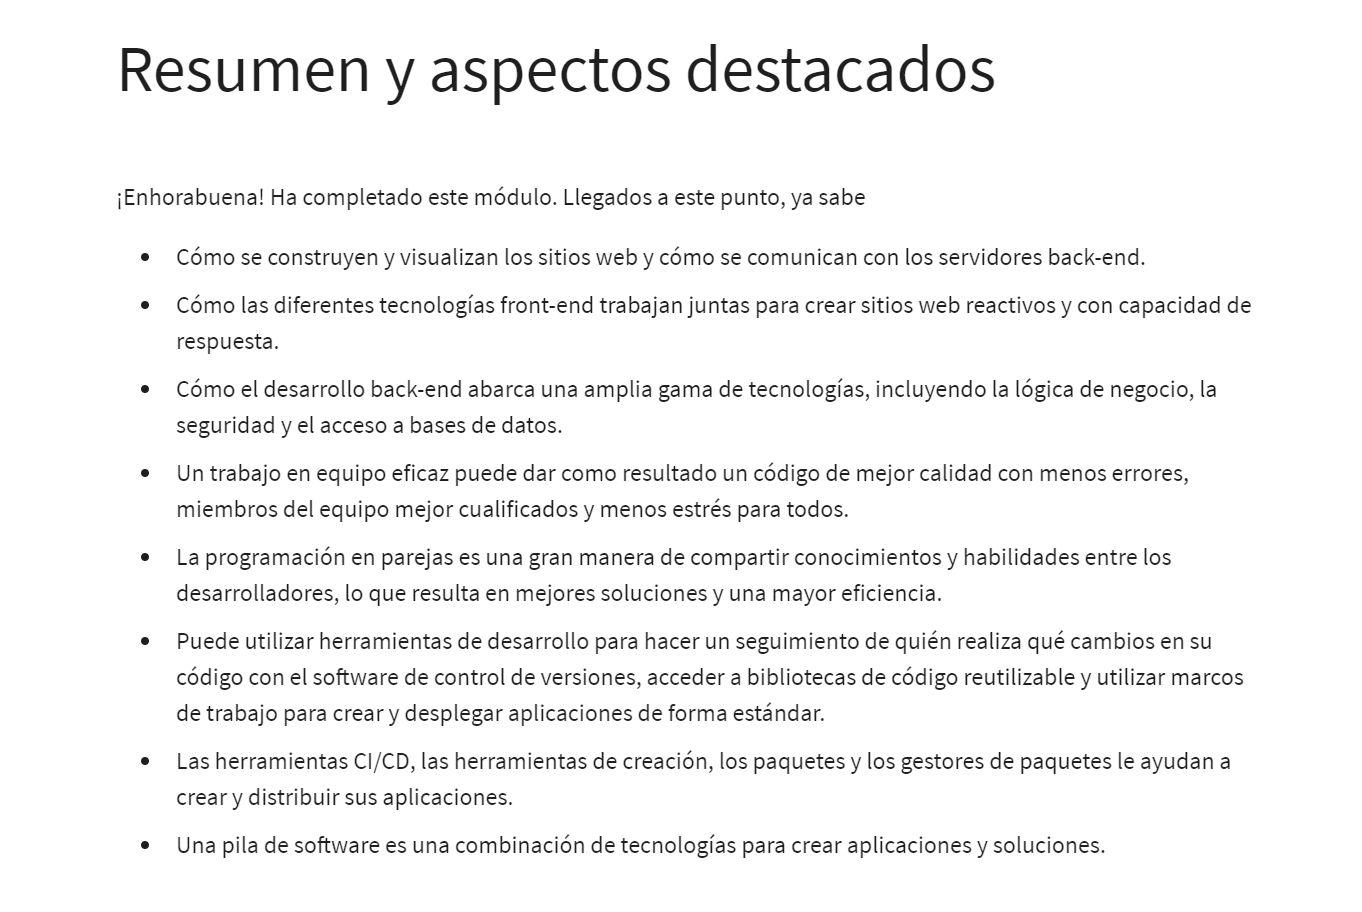 Resumen y aspectos destacados
¡Enhorabuena! Ha completado este módulo. Llegados a este punto, ya sabe
• Cómo se construyen y visualizan los sitios web y cómo se comunican con los servidores back-end.
• Cómo las diferentes tecnologías front-end trabajan juntas para crear sitios web reactivos y con capacidad de
respuesta.
• Cómo el desarrollo back-end abarca una amplia gama de tecnologías, incluyendo la lógica de negocio, la
seguridad y el acceso a bases de datos.
• Un trabajo en equipo eficaz puede dar como resultado un código de mejor calidad con menos errores,
miembros del equipo mejor cualificados y menos estrés para todos.
• La programación en parejas es una gran manera de compartir conocimientos y habilidades entre los
desarrolladores, lo que resulta en mejores soluciones y una mayor eficiencia.
• Puede utilizar herramientas de desarrollo para hacer un seguimiento de quién realiza qué cambios en su
código con el software de control de versiones, acceder a bibliotecas de código reutilizable y utilizar marcos
de trabajo para crear y desplegar aplicaciones de forma estándar.
• Las herramientas CI/CD, las herramientas de creación, los paquetes y los gestores de paquetes le ayudan a
crear y distribuir sus aplicaciones.
• Una pila de software es una combinación de tecnologías para crear aplicaciones y soluciones.